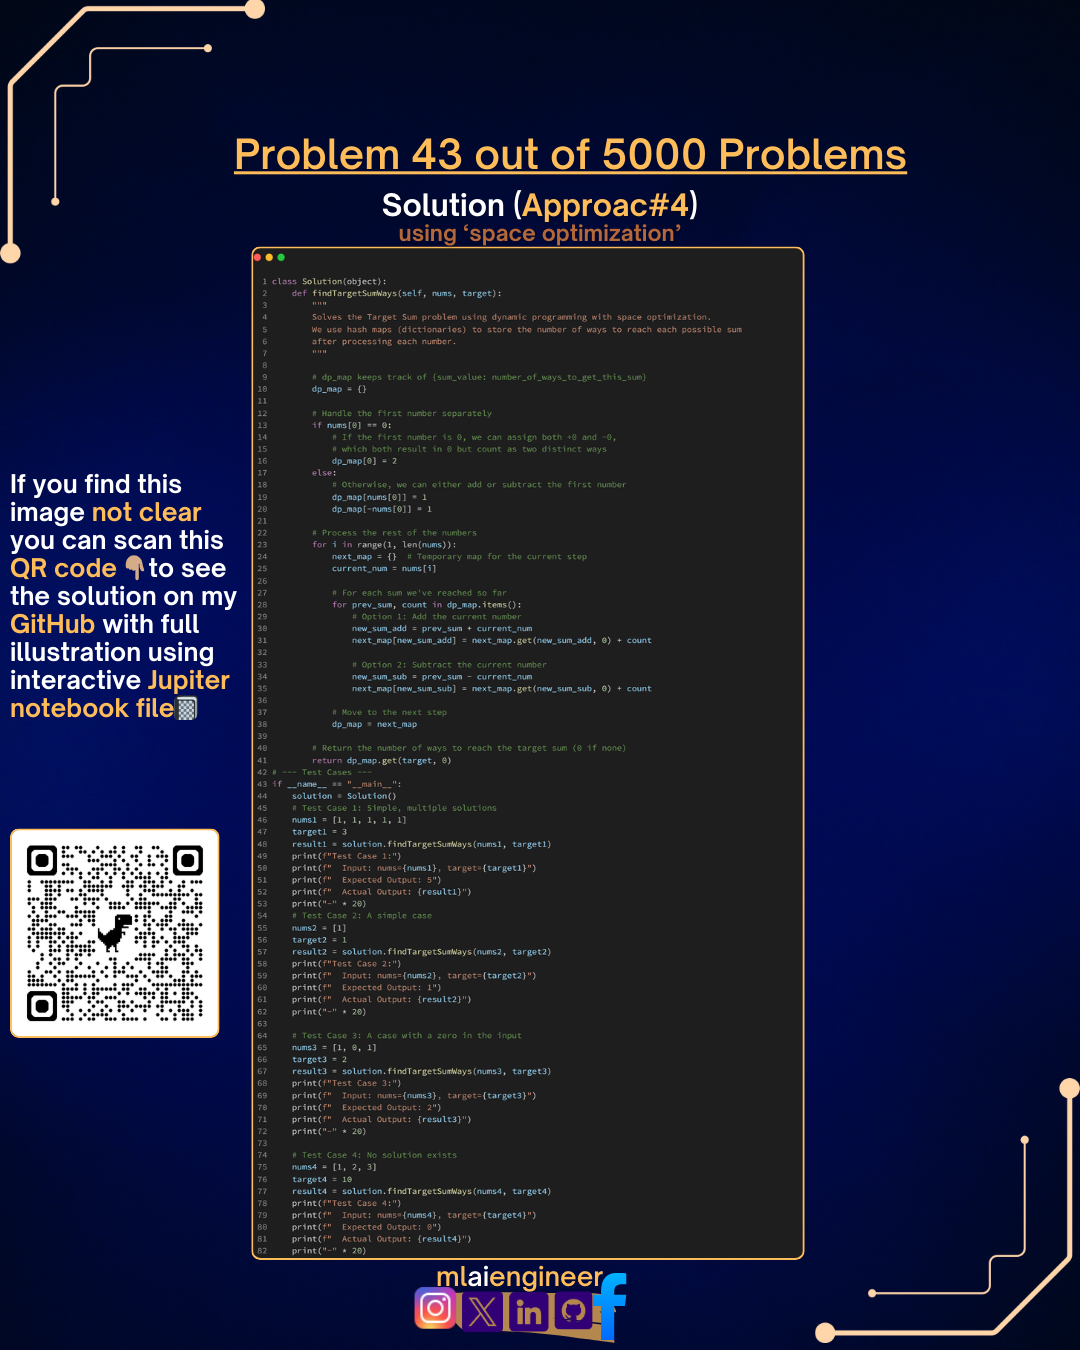 Problem 43 out of 5000 Problems
Solution (Approac#4)
using ‘space optimization’
1 class Solution(object):
2     def findTargetSumWays(self, nums, target):
3         """
4         Solves the Target Sum problem using dynamic programming with space optimization.
5         We use hash maps (dictionaries) to store the number of ways to reach each possible sum
6         after processing each number.
7         """
8
9         # dp_map keeps track of {sum_value: number_of_ways_to_get_this_sum}
10         dp_map = {}
11
12         # Handle the first number separately
13         if nums[0] == 0:
14             # If the first number is 0, we can assign both +0 and -0,
15             # which both result in 0 but count as two distinct ways
16             dp_map[0] = 2
17         else:
18             # Otherwise, we can either add or subtract the first number
19             dp_map[nums[0]] = 1
20             dp_map[-nums[0]] = 1
21
22         # Process the rest of the numbers
23         for i in range(1, len(nums)):
24             next_map = {}  # Temporary map for the current step
25             current_num = nums[i]
26
27             # For each sum we've reached so far
28             for prev_sum, count in dp_map.items():
29                 # Option 1: Add the current number
30                 new_sum_add = prev_sum + current_num
31                 next_map[new_sum_add] = next_map.get(new_sum_add, 0) + count
32
33                 # Option 2: Subtract the current number
34                 new_sum_sub = prev_sum - current_num
35                 next_map[new_sum_sub] = next_map.get(new_sum_sub, 0) + count
36
37             # Move to the next step
38             dp_map = next_map
39
40         # Return the number of ways to reach the target sum (0 if none)
41         return dp_map.get(target, 0)
42 # --- Test Cases ---
43 if __name__ == "__main__":
44     solution = Solution()
45     # Test Case 1: Simple, multiple solutions
46     nums1 = [1, 1, 1, 1, 1]
47     target1 = 3
48     result1 = solution.findTargetSumWays(nums1, target1)
49     print(f"Test Case 1:")
50     print(f"  Input: nums={nums1}, target={target1}")
51     print(f"  Expected Output: 5")
52     print(f"  Actual Output: {result1}")
53     print("-" * 20)
54     # Test Case 2: A simple case
55     nums2 = [1]
56     target2 = 1
57     result2 = solution.findTargetSumWays(nums2, target2)
58     print(f"Test Case 2:")
59     print(f"  Input: nums={nums2}, target={target2}")
60     print(f"  Expected Output: 1")
61     print(f"  Actual Output: {result2}")
62     print("-" * 20)
63
64     # Test Case 3: A case with a zero in the input
65     nums3 = [1, 0, 1]
66     target3 = 2
67     result3 = solution.findTargetSumWays(nums3, target3)
68     print(f"Test Case 3:")
69     print(f"  Input: nums={nums3}, target={target3}")
70     print(f"  Expected Output: 2")
71     print(f"  Actual Output: {result3}")
72     print("-" * 20)
73
74     # Test Case 4: No solution exists
75     nums4 = [1, 2, 3]
76     target4 = 10
77     result4 = solution.findTargetSumWays(nums4, target4)
78     print(f"Test Case 4:")
79     print(f"  Input: nums={nums4}, target={target4}")
80     print(f"  Expected Output: 0")
81     print(f"  Actual Output: {result4}")
82     print("-" * 20)
If you find this
image not clear
you can scan this
QR code 👇🏽to see
the solution on my
GitHub with full
illustration using
interactive Jupiter
notebook file
mlaiengineer